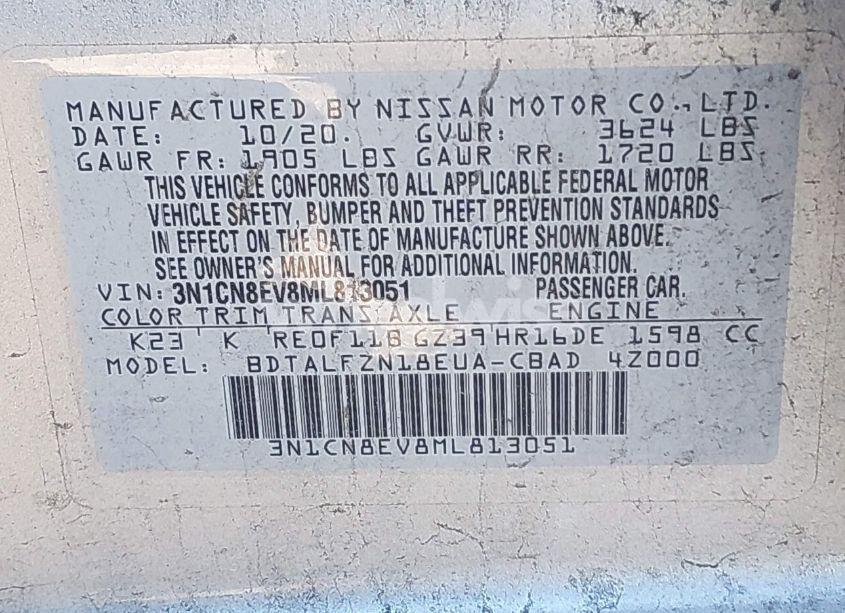 MANUFACTURED BY NISSAN MOTOR CO., LTD.
DATE: 10/20. GVWR: 3624 LBS
GAWR FR: 1905 LBS GAWR RR: 1720 LBS
THIS VEHICLE CONFORMS TO ALL APPLICABLE FEDERAL MOTOR
VEHICLE SAFETY, BUMPER AND THEFT PREVENTION STANDARDS
IN EFFECT ON THE DATE OF MANUFACTURE SHOWN ABOVE.
SEE OWNER'S MANUAL FOR ADDITIONAL INFORMATION.
VIN: 3N1CN8EV8ML813051 PASSENGER CAR.
COLOR TRIM TRANS AXLE ENGINE
K23 K RE0F11B GZ39 HR16DE 1598 CC
MODEL: BDTALFZN18EUA-CBAD 4Z000
3N1CN8EV8ML813051